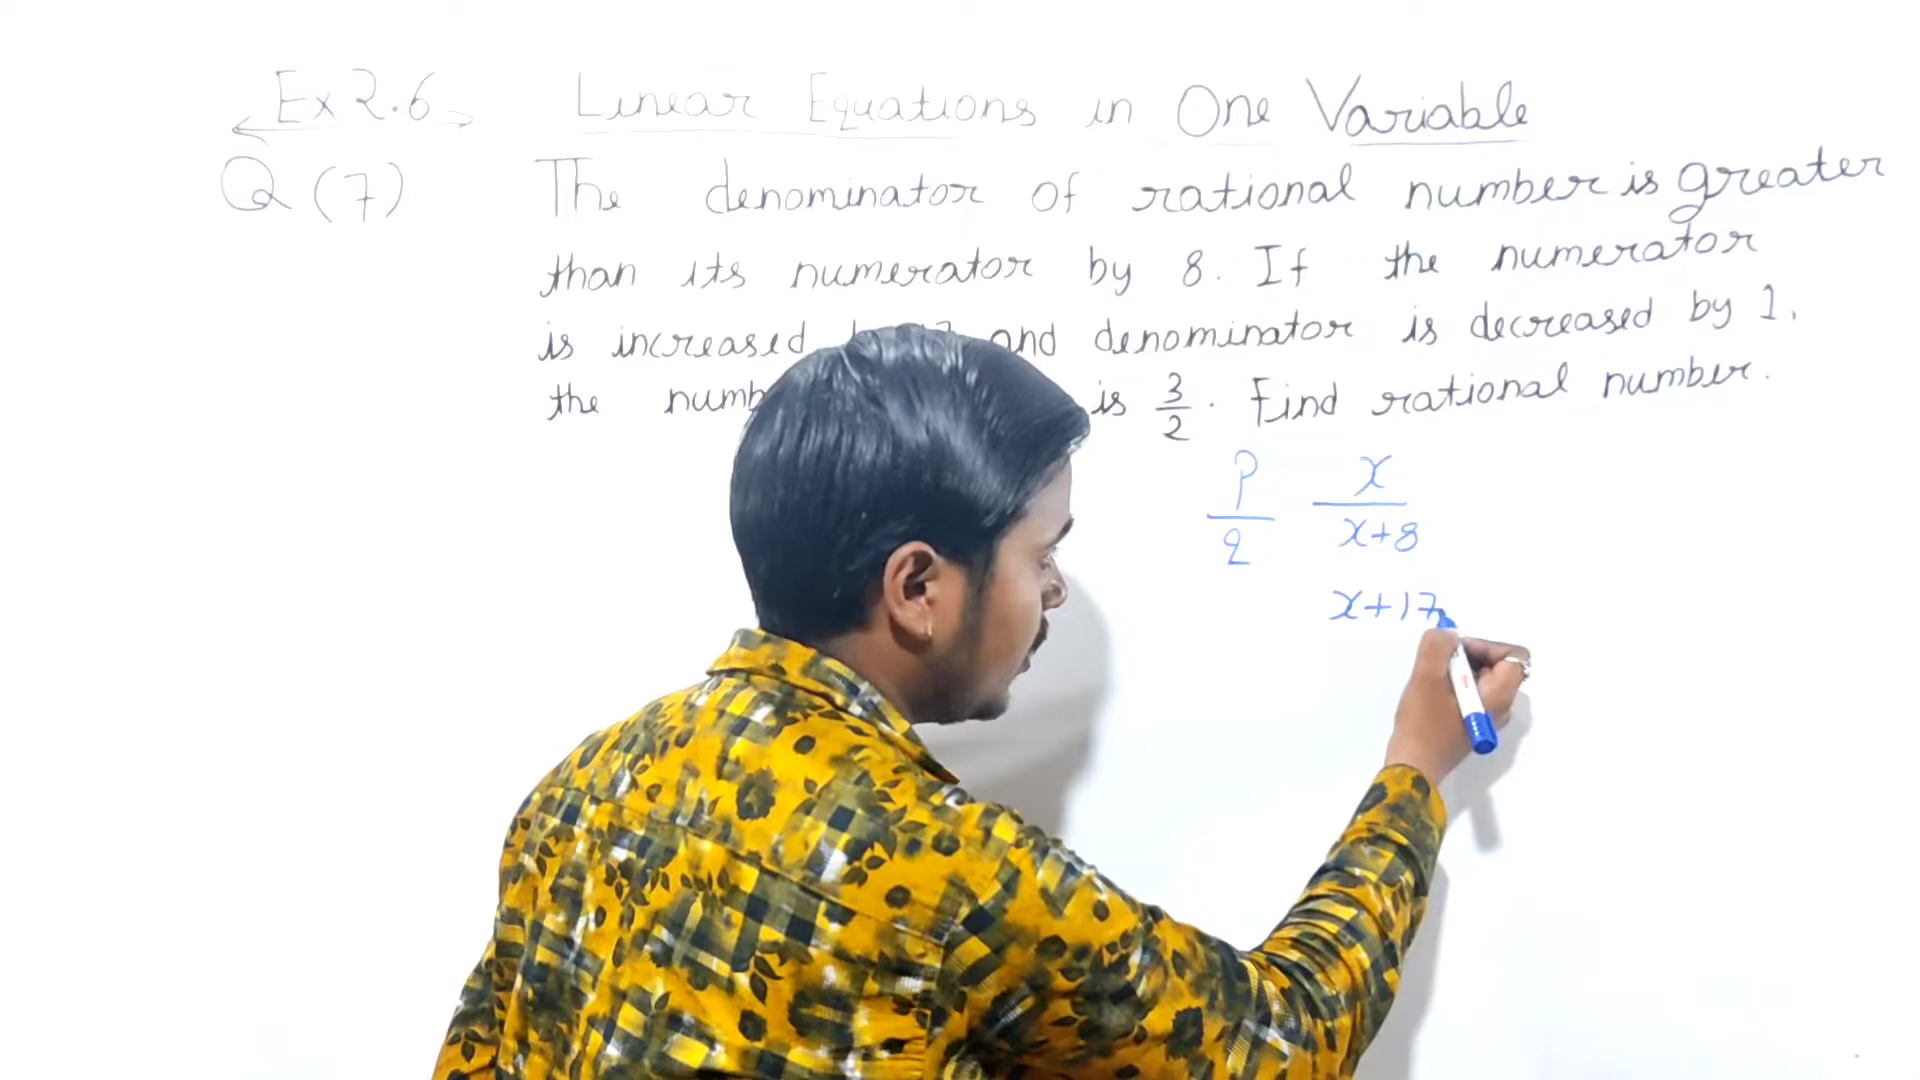 Ex 2.6 Linear Equations in One Variable
Q (7) The denominator of rational number is greater
than its numerator by 8. If the numerator
is increased and denominator is decreased by 1,
the is 3/2. Find rational number.
p/q x/x+8
x+17